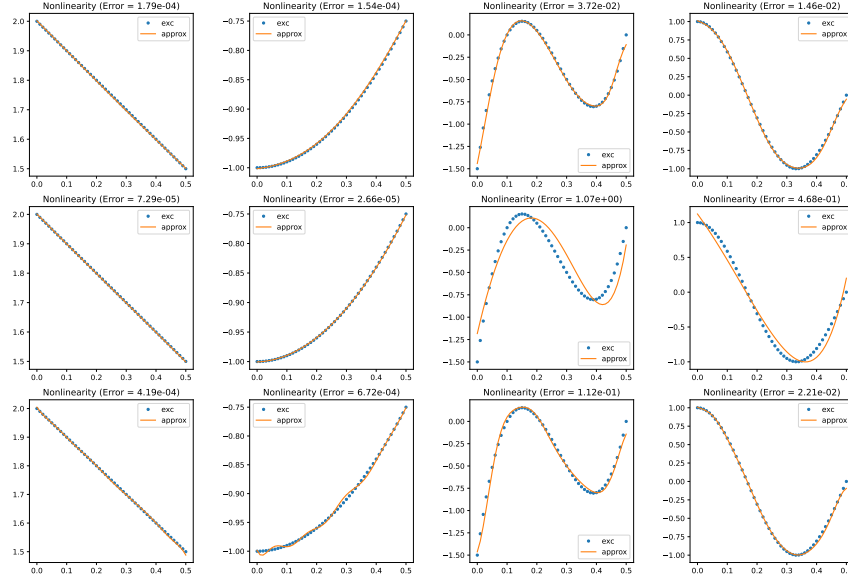 Nonlinearity (Error = 1.79e-04)
2.0
1.9
1.8
1.7
1.6
1.5
exc
approx
0.0 0.1 0.2 0.3 0.4 0.5
Nonlinearity (Error = 1.54e-04)
−0.75
−0.80
−0.85
−0.90
−0.95
−1.00
exc
approx
0.0 0.1 0.2 0.3 0.4 0.5
Nonlinearity (Error = 3.72e-02)
0.00
−0.25
−0.50
−0.75
−1.00
−1.25
−1.50
exc
approx
0.0 0.1 0.2 0.3 0.4 0.5
Nonlinearity (Error = 1.46e-02)
1.00
0.75
0.50
0.25
0.00
−0.25
−0.50
−0.75
−1.00
exc
approx
0.0 0.1 0.2 0.3 0.4 0.5
Nonlinearity (Error = 7.29e-05)
2.0
1.9
1.8
1.7
1.6
1.5
exc
approx
0.0 0.1 0.2 0.3 0.4 0.5
Nonlinearity (Error = 2.66e-05)
−0.75
−0.80
−0.85
−0.90
−0.95
−1.00
exc
approx
0.0 0.1 0.2 0.3 0.4 0.5
Nonlinearity (Error = 1.07e+00)
0.00
−0.25
−0.50
−0.75
−1.00
−1.25
−1.50
exc
approx
0.0 0.1 0.2 0.3 0.4 0.5
Nonlinearity (Error = 4.68e-01)
1.0
0.5
0.0
−0.5
−1.0
exc
approx
0.0 0.1 0.2 0.3 0.4 0.5
Nonlinearity (Error = 4.19e-04)
2.0
1.9
1.8
1.7
1.6
1.5
exc
approx
0.0 0.1 0.2 0.3 0.4 0.5
Nonlinearity (Error = 6.72e-04)
−0.75
−0.80
−0.85
−0.90
−0.95
−1.00
exc
approx
0.0 0.1 0.2 0.3 0.4 0.5
Nonlinearity (Error = 1.12e-01)
0.00
−0.25
−0.50
−0.75
−1.00
−1.25
−1.50
exc
approx
0.0 0.1 0.2 0.3 0.4 0.5
Nonlinearity (Error = 2.21e-02)
1.00
0.75
0.50
0.25
0.00
−0.25
−0.50
−0.75
−1.00
exc
approx
0.0 0.1 0.2 0.3 0.4 0.5